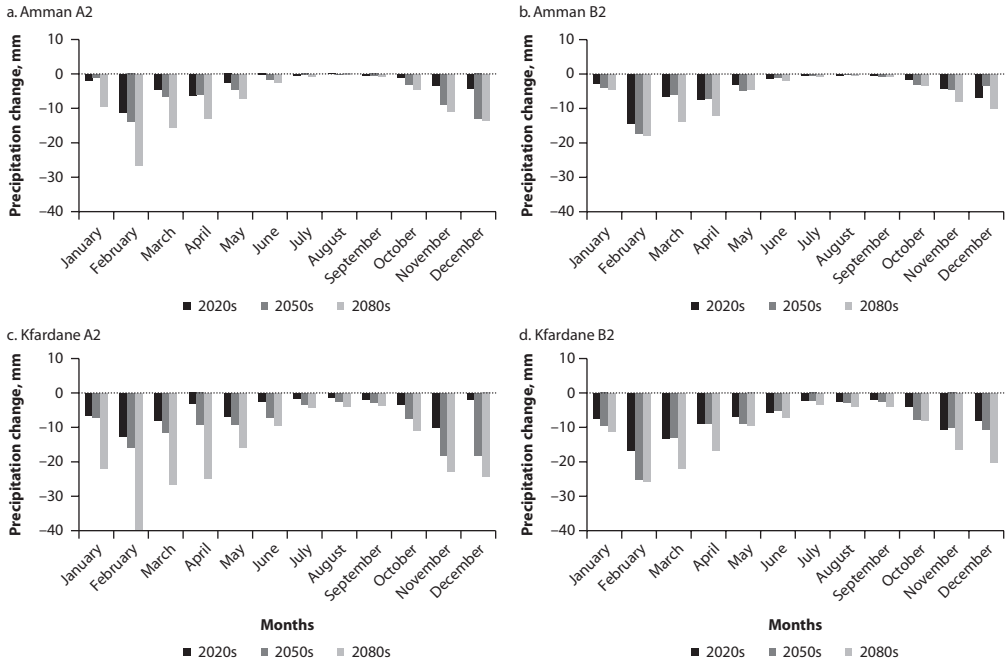 a. Amman A2
Precipitation change, mm
10
0
–10
–20
–30
–40
January
February
March
April
May
June
July
August
September
October
November
December
2020s 2050s 2080s
b. Amman B2
Precipitation change, mm
10
0
–10
–20
–30
–40
January
February
March
April
May
June
July
August
September
October
November
December
2020s 2050s 2080s
c. Kfardane A2
Precipitation change, mm
10
0
–10
–20
–30
–40
January
February
March
April
May
June
July
August
September
October
November
December
Months
2020s 2050s 2080s
d. Kfardane B2
Precipitation change, mm
10
0
–10
–20
–30
–40
January
February
March
April
May
June
July
August
September
October
November
December
Months
2020s 2050s 2080s